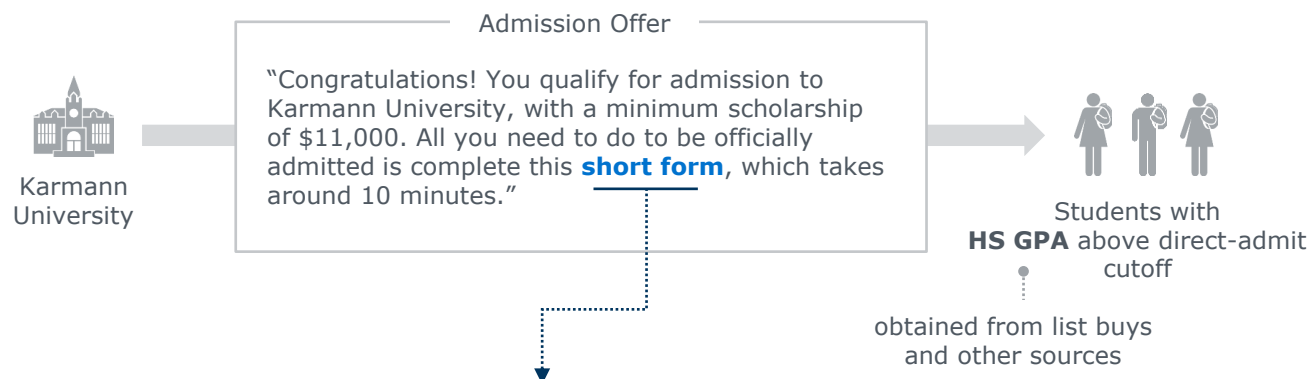 Admission Offer
“Congratulations! You qualify for admission to
Karmann University, with a minimum scholarship
of $11,000. All you need to do to be officially
admitted is complete this short form, which takes
around 10 minutes.”
Karmann
University
Students with
HS GPA above direct-admit
cutoff
obtained from list buys
and other sources